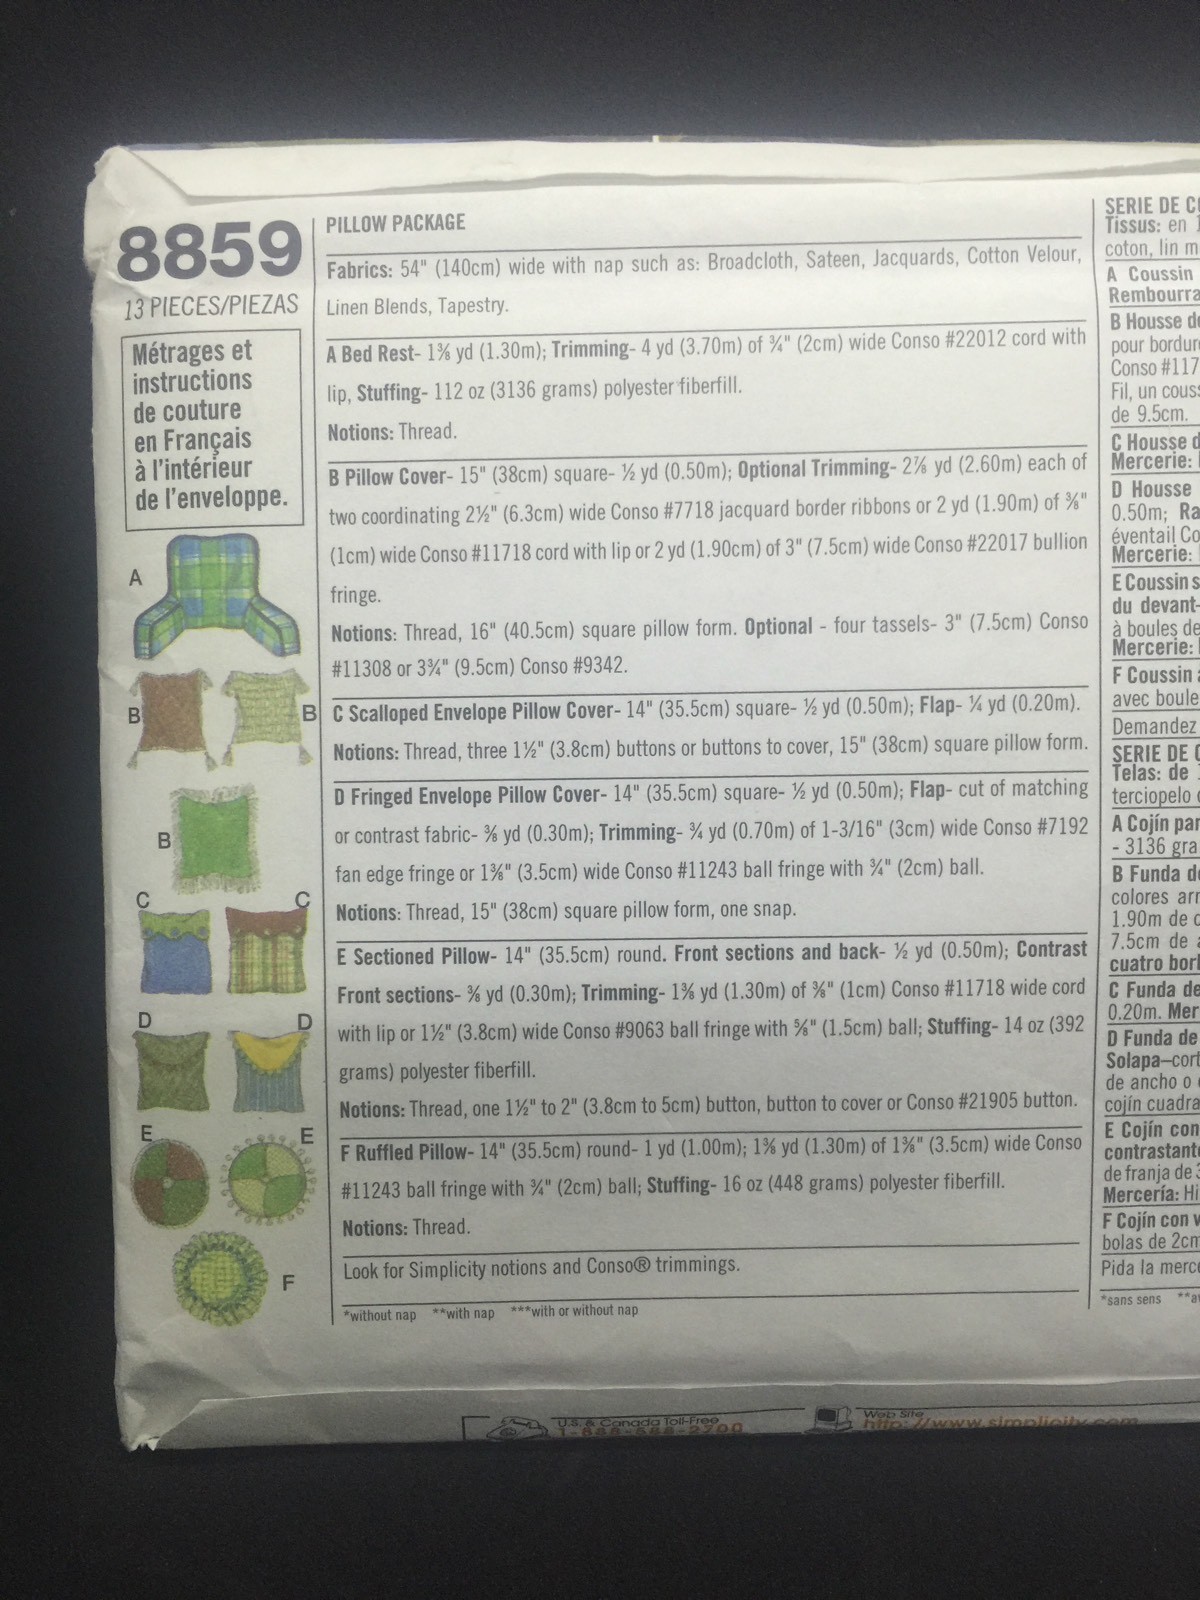 8859
13 PIECES/PIEZAS
Métrages et
instructions
de couture
en Français
à l'intérieur
de l'enveloppe.
A
B
B
B
C
C
D
D
E
E
F
PILLOW PACKAGE
Fabrics: 54" (140cm) wide with nap such as: Broadcloth, Sateen, Jacquards, Cotton Velour,
Linen Blends, Tapestry.
A Bed Rest- 1⅜ yd (1.30m); Trimming- 4 yd (3.70m) of ¾" (2cm) wide Conso #22012 cord with
lip, Stuffing- 112 oz (3136 grams) polyester fiberfill.
Notions: Thread.
B Pillow Cover- 15" (38cm) square- ½ yd (0.50m); Optional Trimming- 2⅞ yd (2.60m) each of
two coordinating 2½" (6.3cm) wide Conso #7718 jacquard border ribbons or 2 yd (1.90m) of ⅜"
(1cm) wide Conso #11718 cord with lip or 2 yd (1.90cm) of 3" (7.5cm) wide Conso #22017 bullion
fringe.
Notions: Thread, 16" (40.5cm) square pillow form. Optional - four tassels- 3" (7.5cm) Conso
#11308 or 3¾" (9.5cm) Conso #9342.
C Scalloped Envelope Pillow Cover- 14" (35.5cm) square- ½ yd (0.50m); Flap- ¼ yd (0.20m).
Notions: Thread, three 1½" (3.8cm) buttons or buttons to cover, 15" (38cm) square pillow form.
D Fringed Envelope Pillow Cover- 14" (35.5cm) square- ½ yd (0.50m); Flap- cut of matching
or contrast fabric- ⅜ yd (0.30m); Trimming- ¾ yd (0.70m) of 1-3/16" (3cm) wide Conso #7192
fan edge fringe or 1⅜" (3.5cm) wide Conso #11243 ball fringe with ¾" (2cm) ball.
Notions: Thread, 15" (38cm) square pillow form, one snap.
E Sectioned Pillow- 14" (35.5cm) round. Front sections and back- ½ yd (0.50m); Contrast
Front sections- ⅜ yd (0.30m); Trimming- 1⅜ yd (1.30m) of ⅜" (1cm) Conso #11718 wide cord
with lip or 1½" (3.8cm) wide Conso #9063 ball fringe with ⅝" (1.5cm) ball; Stuffing- 14 oz (392
grams) polyester fiberfill.
Notions: Thread, one 1½" to 2" (3.8cm to 5cm) button, button to cover or Conso #21905 button.
F Ruffled Pillow- 14" (35.5cm) round- 1 yd (1.00m); 1⅜ yd (1.30m) of 1⅜" (3.5cm) wide Conso
#11243 ball fringe with ¾" (2cm) ball; Stuffing- 16 oz (448 grams) polyester fiberfill.
Notions: Thread.
Look for Simplicity notions and Conso® trimmings.
*without nap **with nap ***with or without nap
SERIE DE
Tissus: en
coton, lin
A Coussin
B Housse
pour
Conso
Fil, un
de 9.5cm.
C Housse
Mercerie:
D Housse
0.50m;
éventail
Mercerie:
E Coussin
du devant-
à boules de
Mercerie:
F Coussin
avec
Demandez
SERIE DE
Telas: de
terciopelo
A Cojín
- 3136
B Funda
colores
1.90m de
7.5cm de
cuatro
C Funda
0.20m.
D Funda de
Solapa–
de ancho o
cojín
E Cojín con
de franja de
Mercería:
F Cojín con
bolas de 2cm
Pida la
*sans sens
U.S. & Canada Toll-Free
1-888-588-2700
Web Site
http://www.simplicity.com